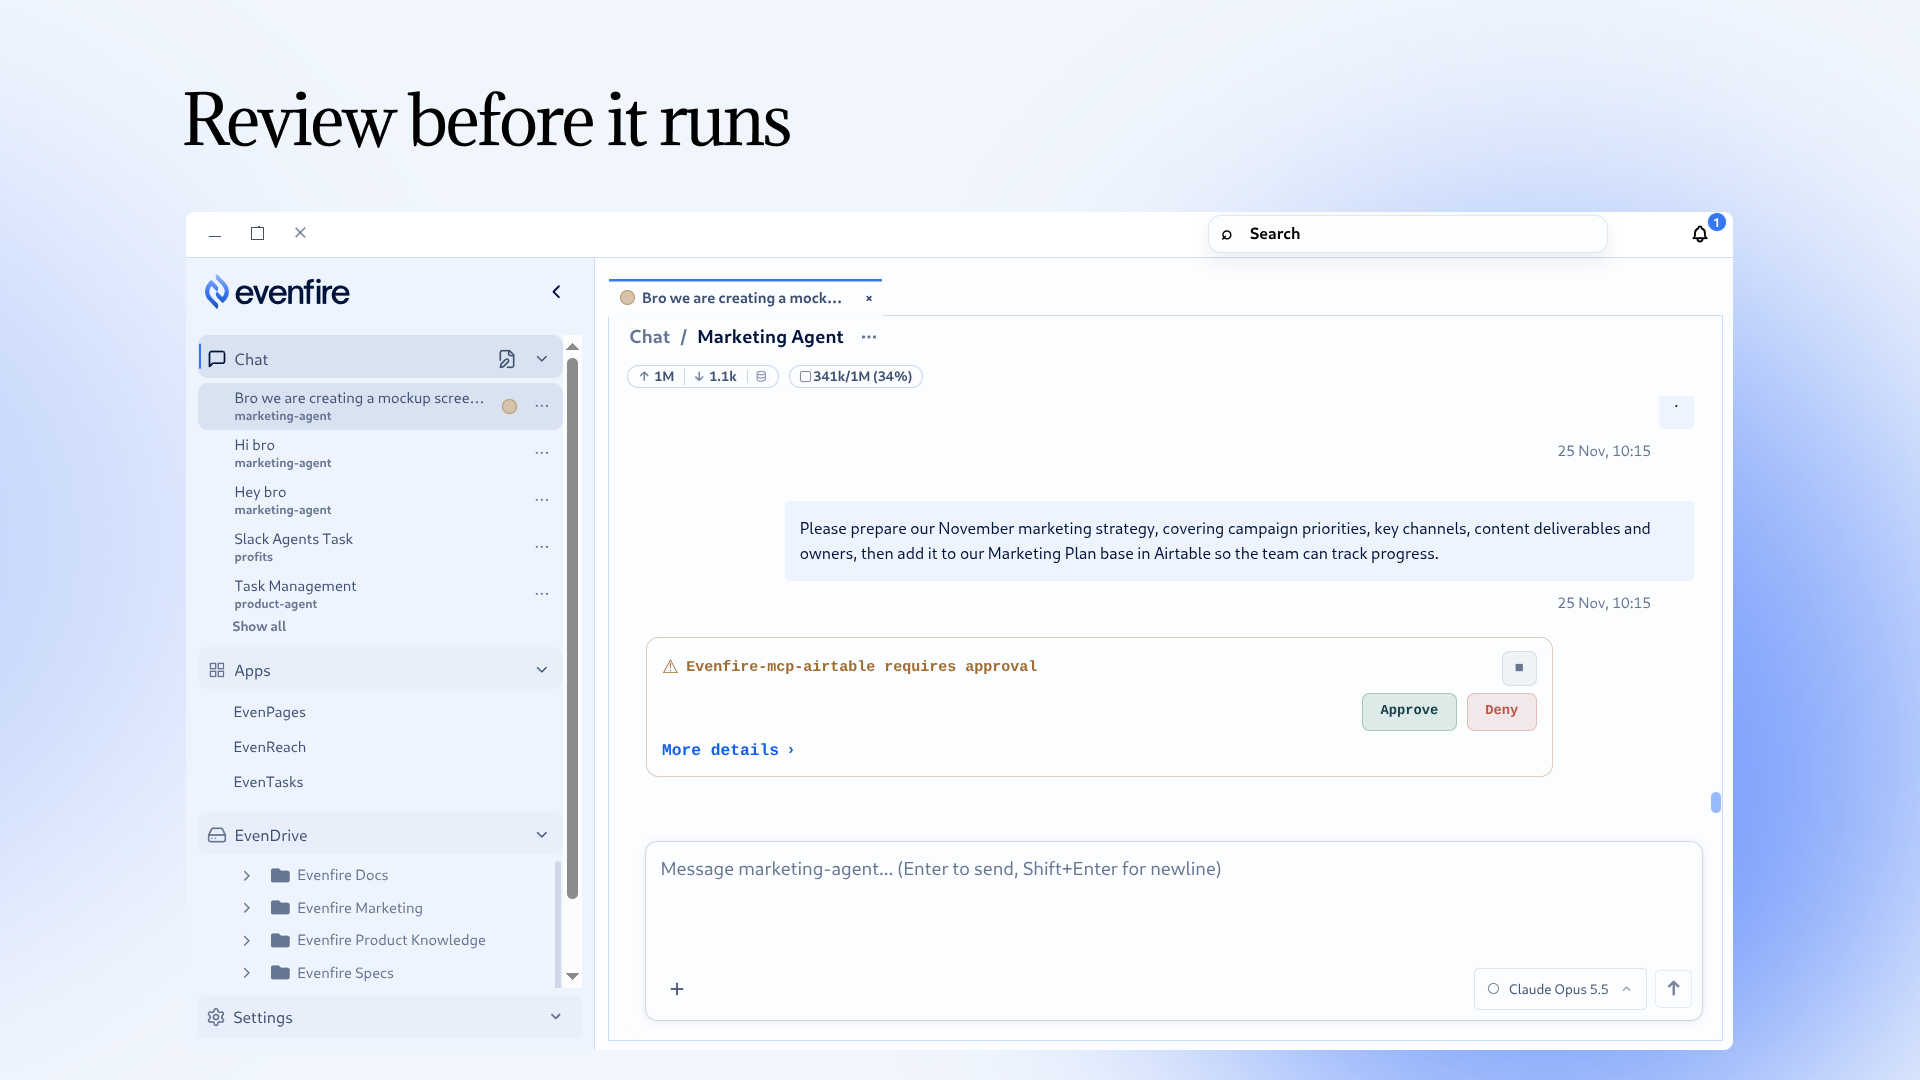 Review before it runs
Search
1
evenfire
Chat
Bro we are creating a mockup scree...
marketing-agent
Hi bro
marketing-agent
Hey bro
marketing-agent
Slack Agents Task
profits
Task Management
product-agent
Show all
Apps
EvenPages
EvenReach
EvenTasks
EvenDrive
Evenfire Docs
Evenfire Marketing
Evenfire Product Knowledge
Evenfire Specs
Settings
Bro we are creating a mock...
Chat / Marketing Agent
↑ 1M ↓ 1.1k 341k/1M (34%)
.
25 Nov, 10:15
Please prepare our November marketing strategy, covering campaign priorities, key channels, content deliverables and
owners, then add it to our Marketing Plan base in Airtable so the team can track progress.
25 Nov, 10:15
Evenfire-mcp-airtable requires approval
Approve Deny
More details ›
Message marketing-agent... (Enter to send, Shift+Enter for newline)
Claude Opus 5.5